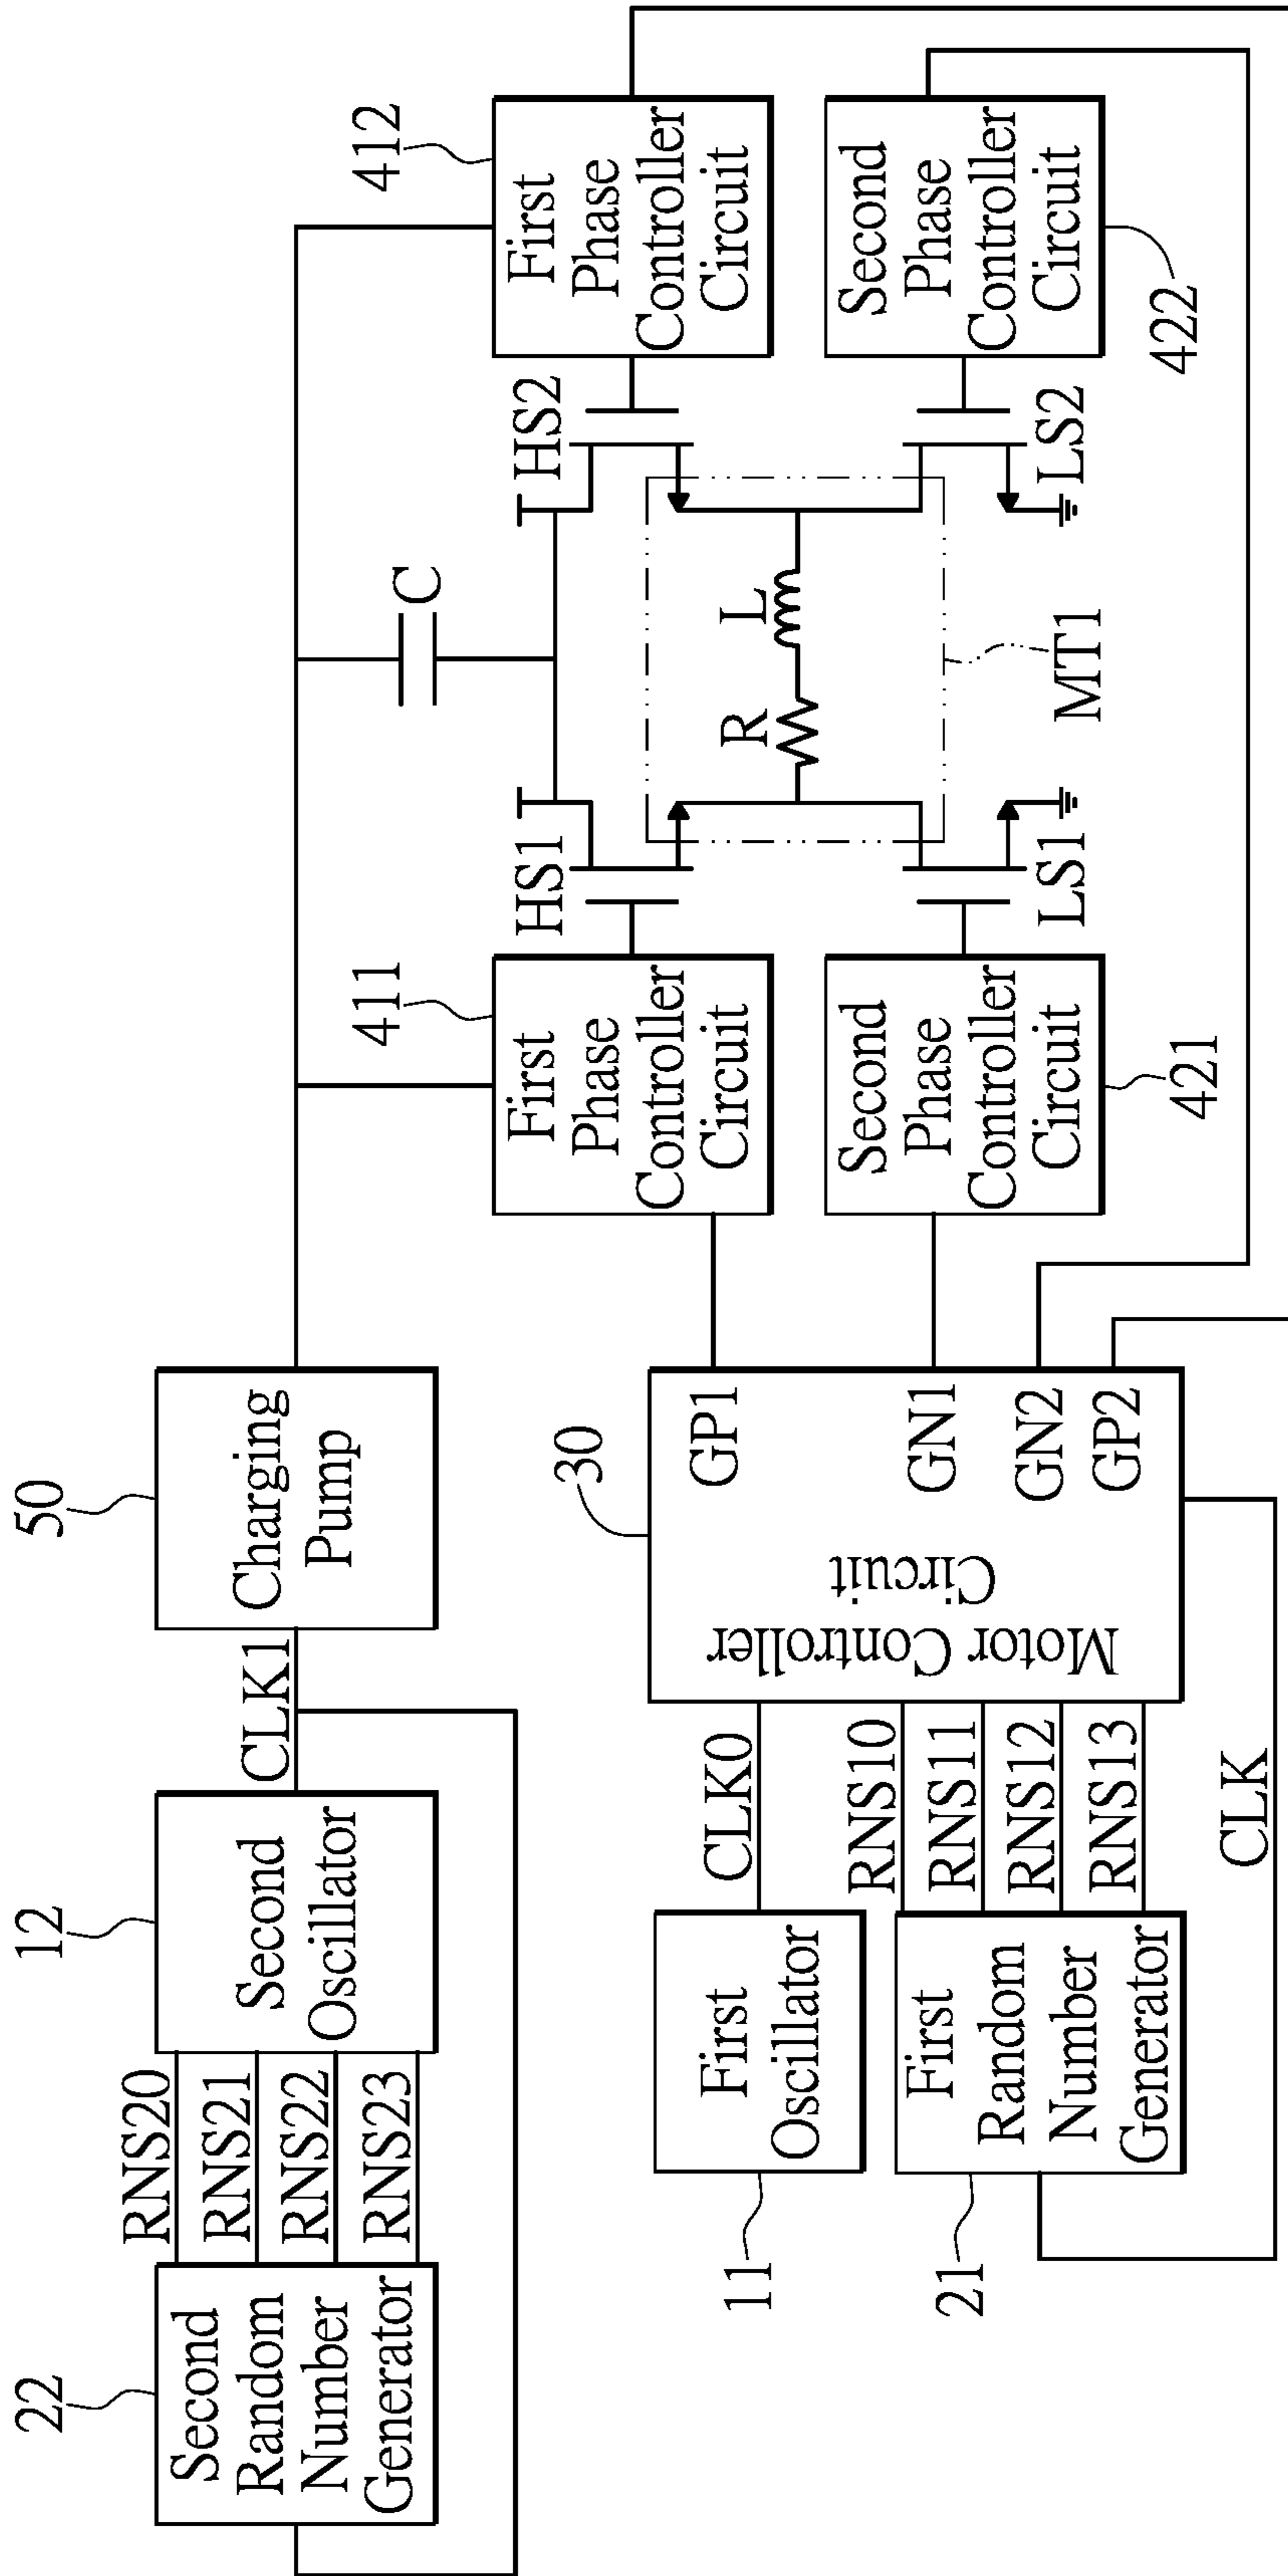 22
Second
Random
Number
Generator
RNS20
RNS21
RNS22
RNS23
12
Second
Oscillator
CLK1
50
Charging
Pump
11
First
Oscillator
CLK0
21
First
Random
Number
Generator
RNS10
RNS11
RNS12
RNS13
CLK
30
Motor Controller
Circuit
GP1
GN1
GN2
GP2
411
First
Phase
Controller
Circuit
421
Second
Phase
Controller
Circuit
HS1
LS1
C
R
L
MT1
HS2
LS2
412
First
Phase
Controller
Circuit
422
Second
Phase
Controller
Circuit